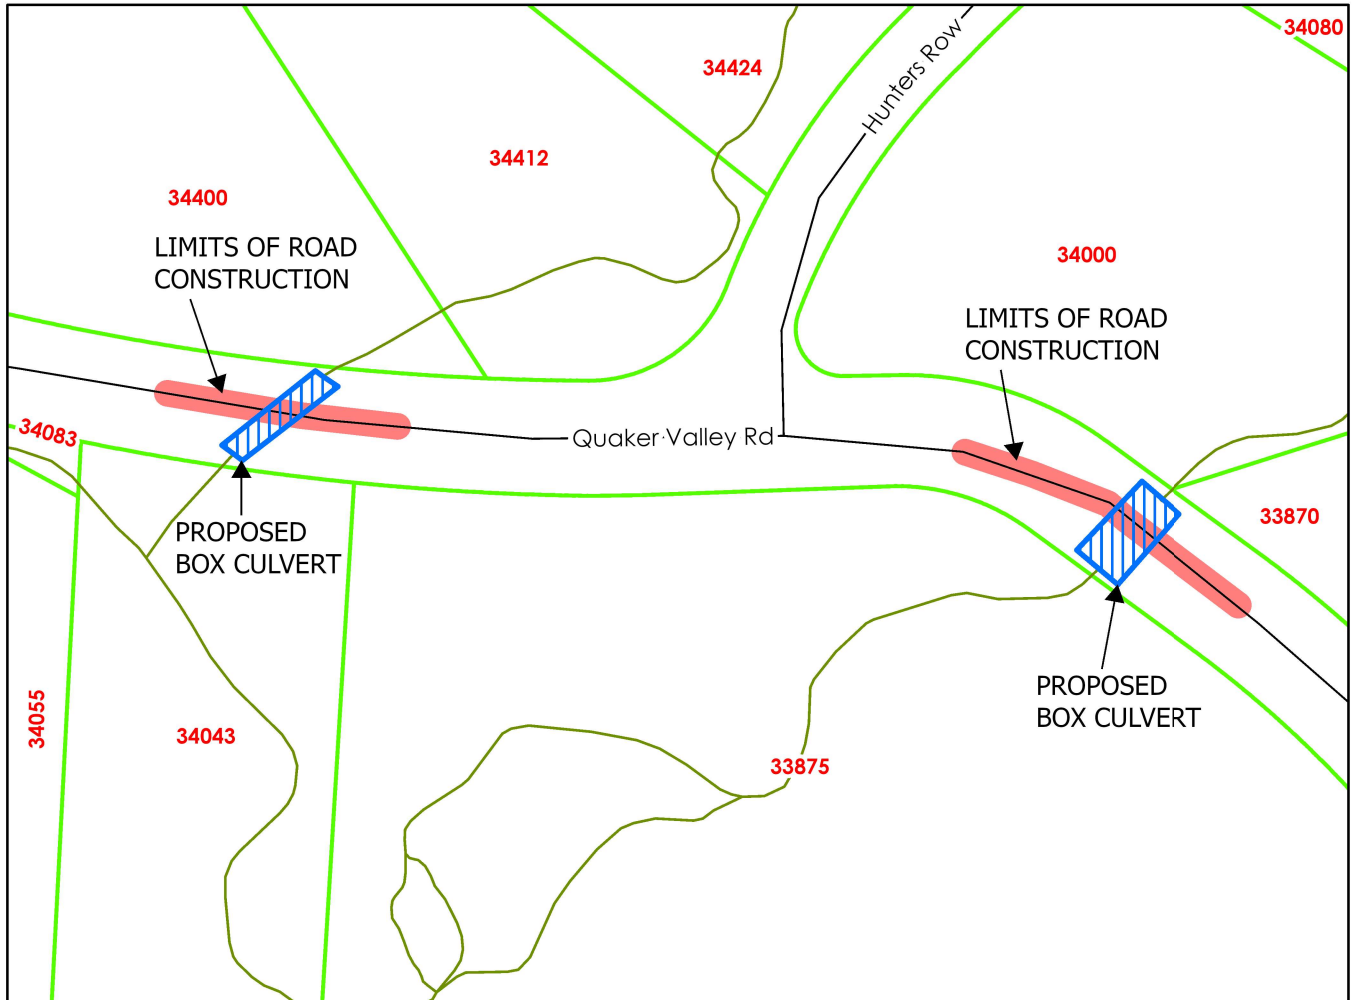 34080
Hunters Row
34424
34412
34400
LIMITS OF ROAD
CONSTRUCTION
34000
LIMITS OF ROAD
CONSTRUCTION
34083
Quaker Valley Rd
33870
PROPOSED
BOX CULVERT
PROPOSED
BOX CULVERT
34055
34043
33875